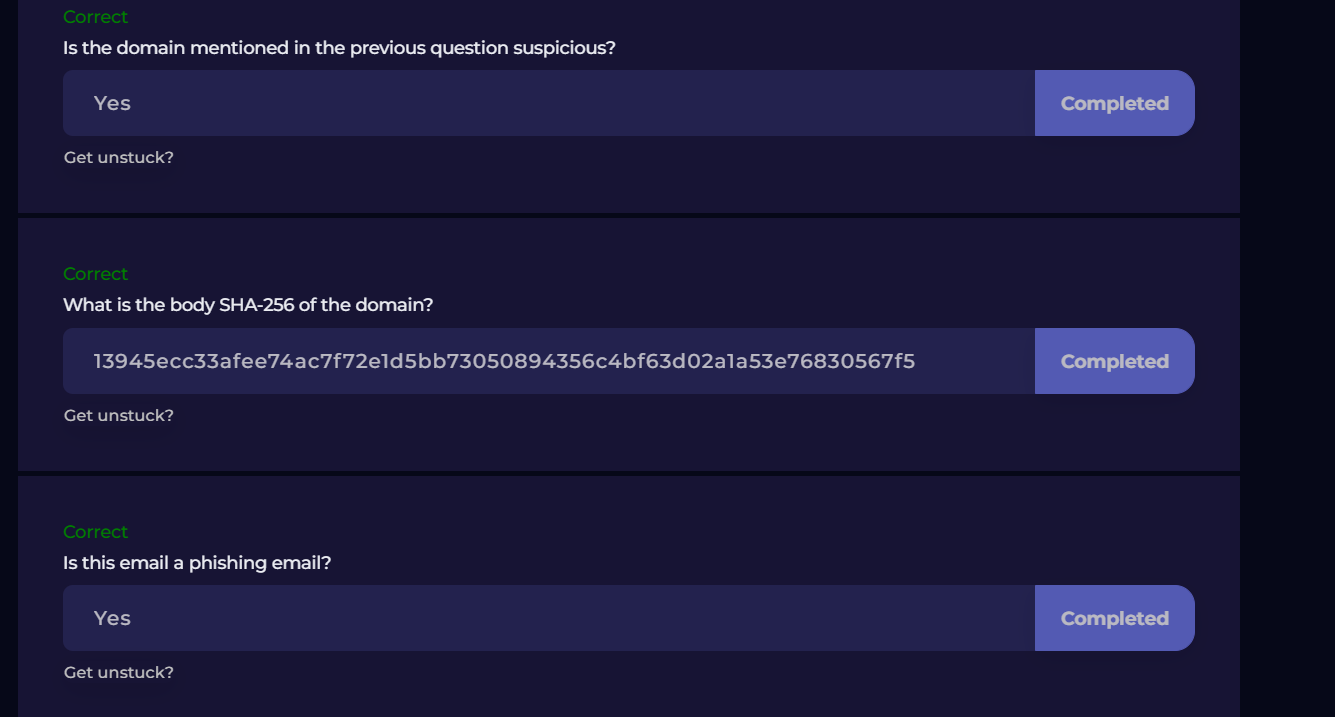 Correct
Is the domain mentioned in the previous question suspicious?
Yes
Completed
Get unstuck?
Correct
What is the body SHA-256 of the domain?
13945ecc33afee74ac7f72e1d5bb73050894356c4bf63d02a1a53e76830567f5
Completed
Get unstuck?
Correct
Is this email a phishing email?
Yes
Completed
Get unstuck?